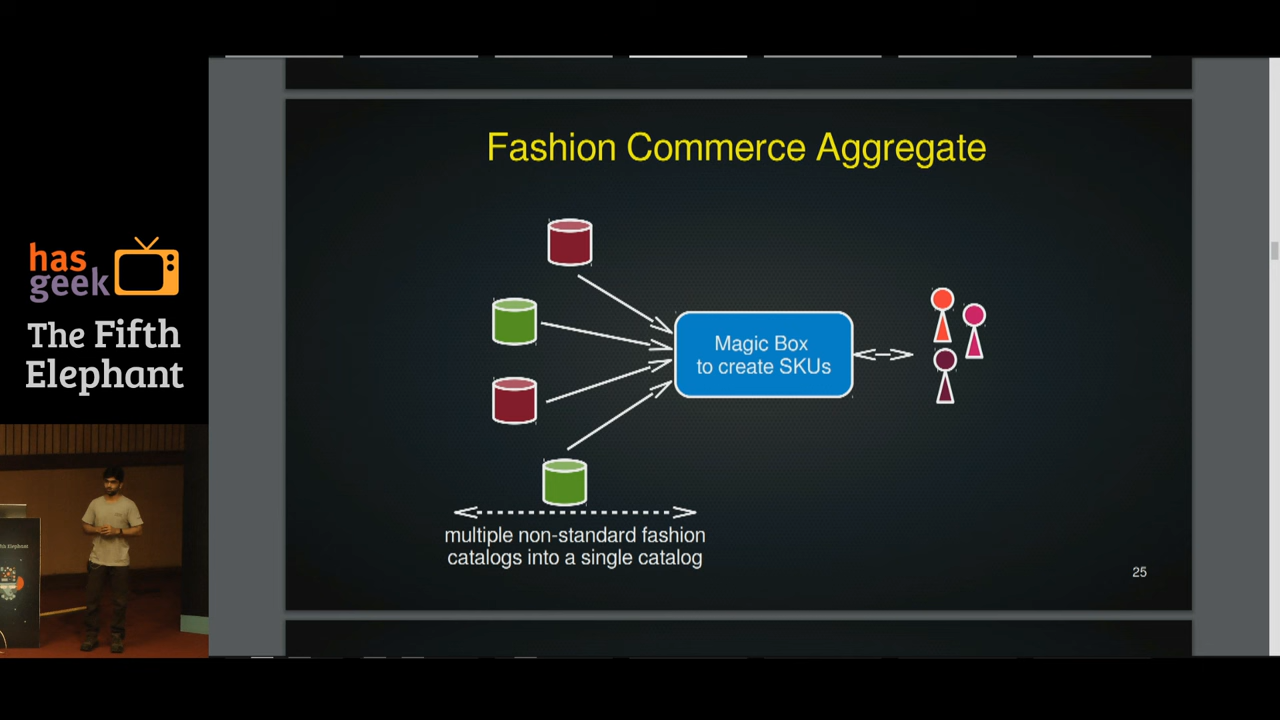 Fashion Commerce Aggregate
has
geek
The Fifth
Elephant
Magic Box
to create SKUs
multiple non-standard fashion
catalogs into a single catalog
25